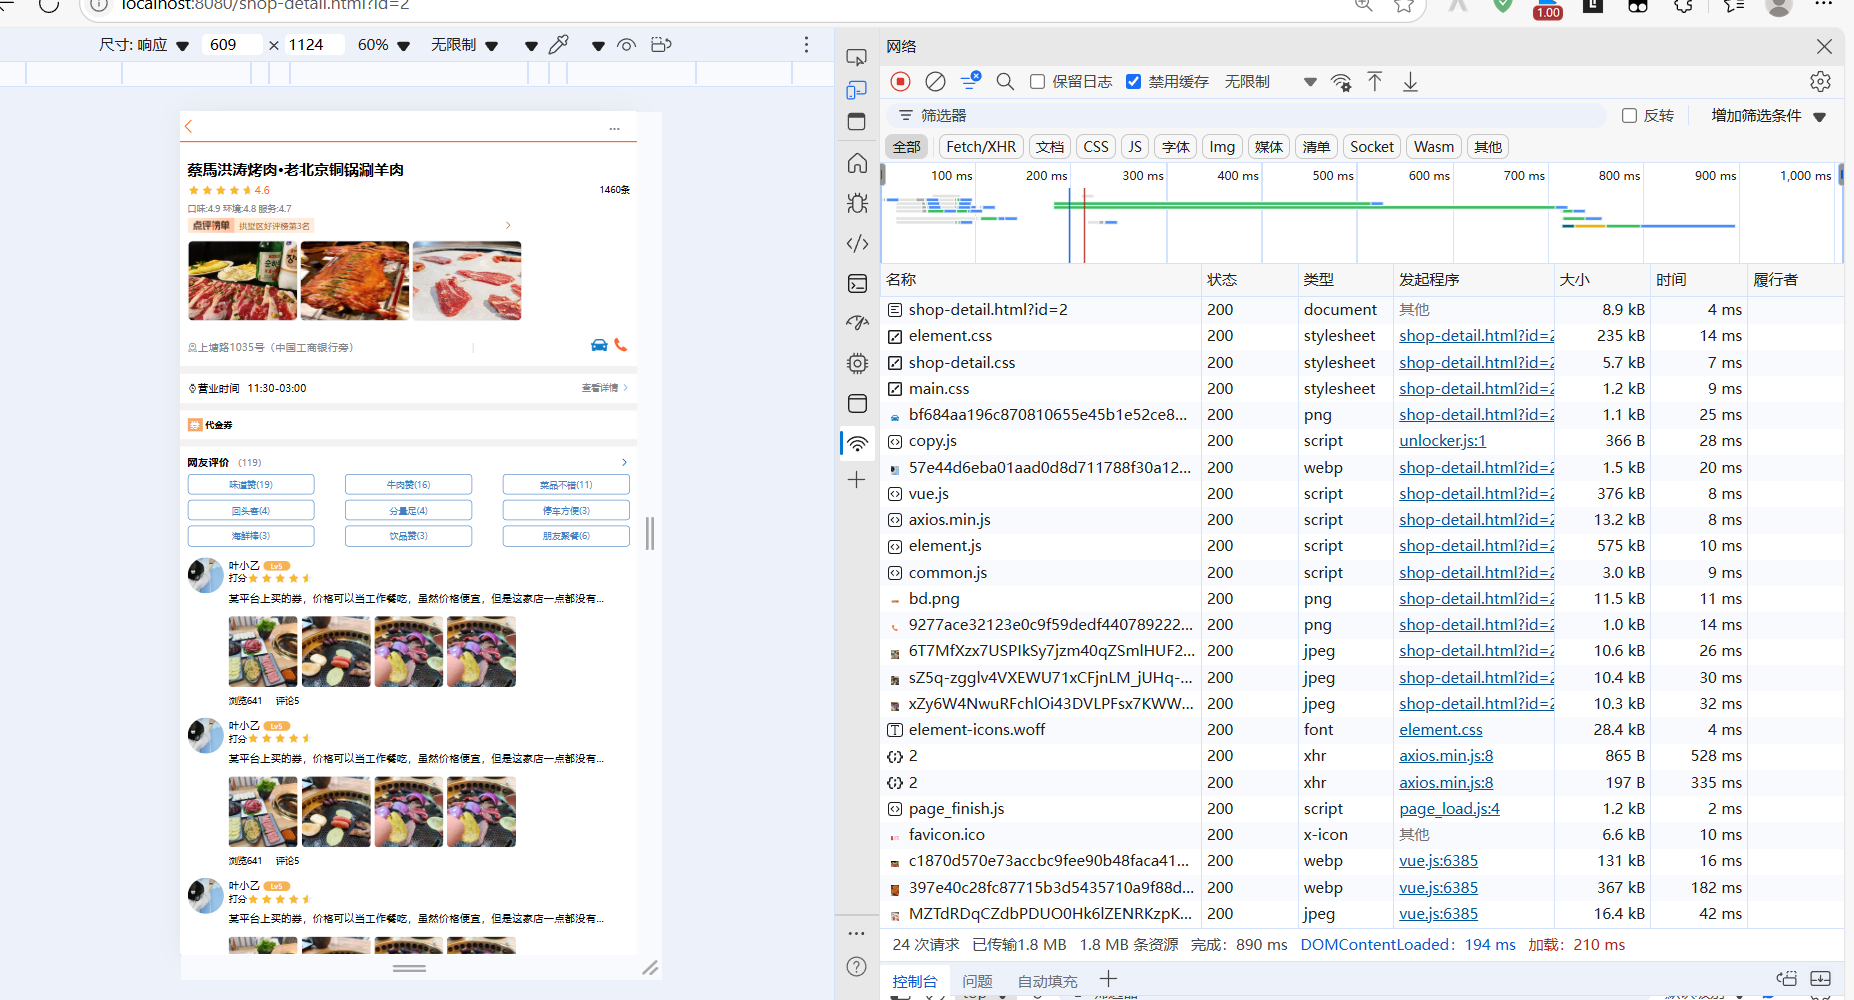 localhost:8080/shop-detail.html?id=2
1.00
尺寸: 响应 609 × 1124 60% 无限制
网络
保留日志 禁用缓存 无限制
筛选器 反转 增加筛选条件
全部 Fetch/XHR 文档 CSS JS 字体 Img 媒体 清单 Socket Wasm 其他
100 ms 200 ms 300 ms 400 ms 500 ms 600 ms 700 ms 800 ms 900 ms 1,000 ms
名称 状态 类型 发起程序 大小 时间 履行者
shop-detail.html?id=2 200 document 其他 8.9 kB 4 ms
element.css 200 stylesheet shop-detail.html?id=2 235 kB 14 ms
shop-detail.css 200 stylesheet shop-detail.html?id=2 5.7 kB 7 ms
main.css 200 stylesheet shop-detail.html?id=2 1.2 kB 9 ms
bf684aa196c870810655e45b1e52ce8... 200 png shop-detail.html?id=2 1.1 kB 25 ms
copy.js 200 script unlocker.js:1 366 B 28 ms
57e44d6eba01aad0d8d711788f30a12... 200 webp shop-detail.html?id=2 1.5 kB 20 ms
vue.js 200 script shop-detail.html?id=2 376 kB 8 ms
axios.min.js 200 script shop-detail.html?id=2 13.2 kB 8 ms
element.js 200 script shop-detail.html?id=2 575 kB 10 ms
common.js 200 script shop-detail.html?id=2 3.0 kB 9 ms
bd.png 200 png shop-detail.html?id=2 11.5 kB 11 ms
9277ace32123e0c9f59dedf440789222... 200 png shop-detail.html?id=2 1.0 kB 14 ms
6T7MfXzx7USPIkSy7jzm40qZSmlHUF2... 200 jpeg shop-detail.html?id=2 10.6 kB 26 ms
sZ5q-zgglv4VXEWU71xCFjnLM_jUHq-... 200 jpeg shop-detail.html?id=2 10.4 kB 30 ms
xZy6W4NwuRFchlOi43DVLPFsx7KWW... 200 jpeg shop-detail.html?id=2 10.3 kB 32 ms
element-icons.woff 200 font element.css 28.4 kB 4 ms
2 200 xhr axios.min.js:8 865 B 528 ms
2 200 xhr axios.min.js:8 197 B 335 ms
page_finish.js 200 script page_load.js:4 1.2 kB 2 ms
favicon.ico 200 x-icon 其他 6.6 kB 10 ms
c1870d570e73accbc9fee90b48faca41... 200 webp vue.js:6385 131 kB 16 ms
397e40c28fc87715b3d5435710a9f88d... 200 webp vue.js:6385 367 kB 182 ms
MZTdRDqCZdbPDUO0Hk6lZENRKzpK... 200 jpeg vue.js:6385 16.4 kB 42 ms
24 次请求 已传输1.8 MB 1.8 MB 条资源 完成: 890 ms DOMContentLoaded: 194 ms 加载: 210 ms
控制台 问题 自动填充
蔡馬洪涛烤肉·老北京铜锅涮羊肉
4.6 1460条
口味:4.9 环境:4.8 服务:4.7
点评清单 拱墅区好评榜第3名
上塘路1035号（中国工商银行旁）
营业时间 11:30-03:00 查看详情
券 代金券
网友评价 (119)
味道赞(19) 牛肉赞(16) 菜品不错(11)
回头客(4) 分量足(4) 停车方便(3)
海鲜棒(3) 饮品赞(3) 朋友聚餐(6)
叶小乙 Lv5
打分
某平台上买的券，价格可以当工作餐吃，虽然价格便宜，但是这家店一点都没有...
浏览641 评论5
叶小乙 Lv5
打分
某平台上买的券，价格可以当工作餐吃，虽然价格便宜，但是这家店一点都没有...
浏览641 评论5
叶小乙 Lv5
打分
某平台上买的券，价格可以当工作餐吃，虽然价格便宜，但是这家店一点都没有...